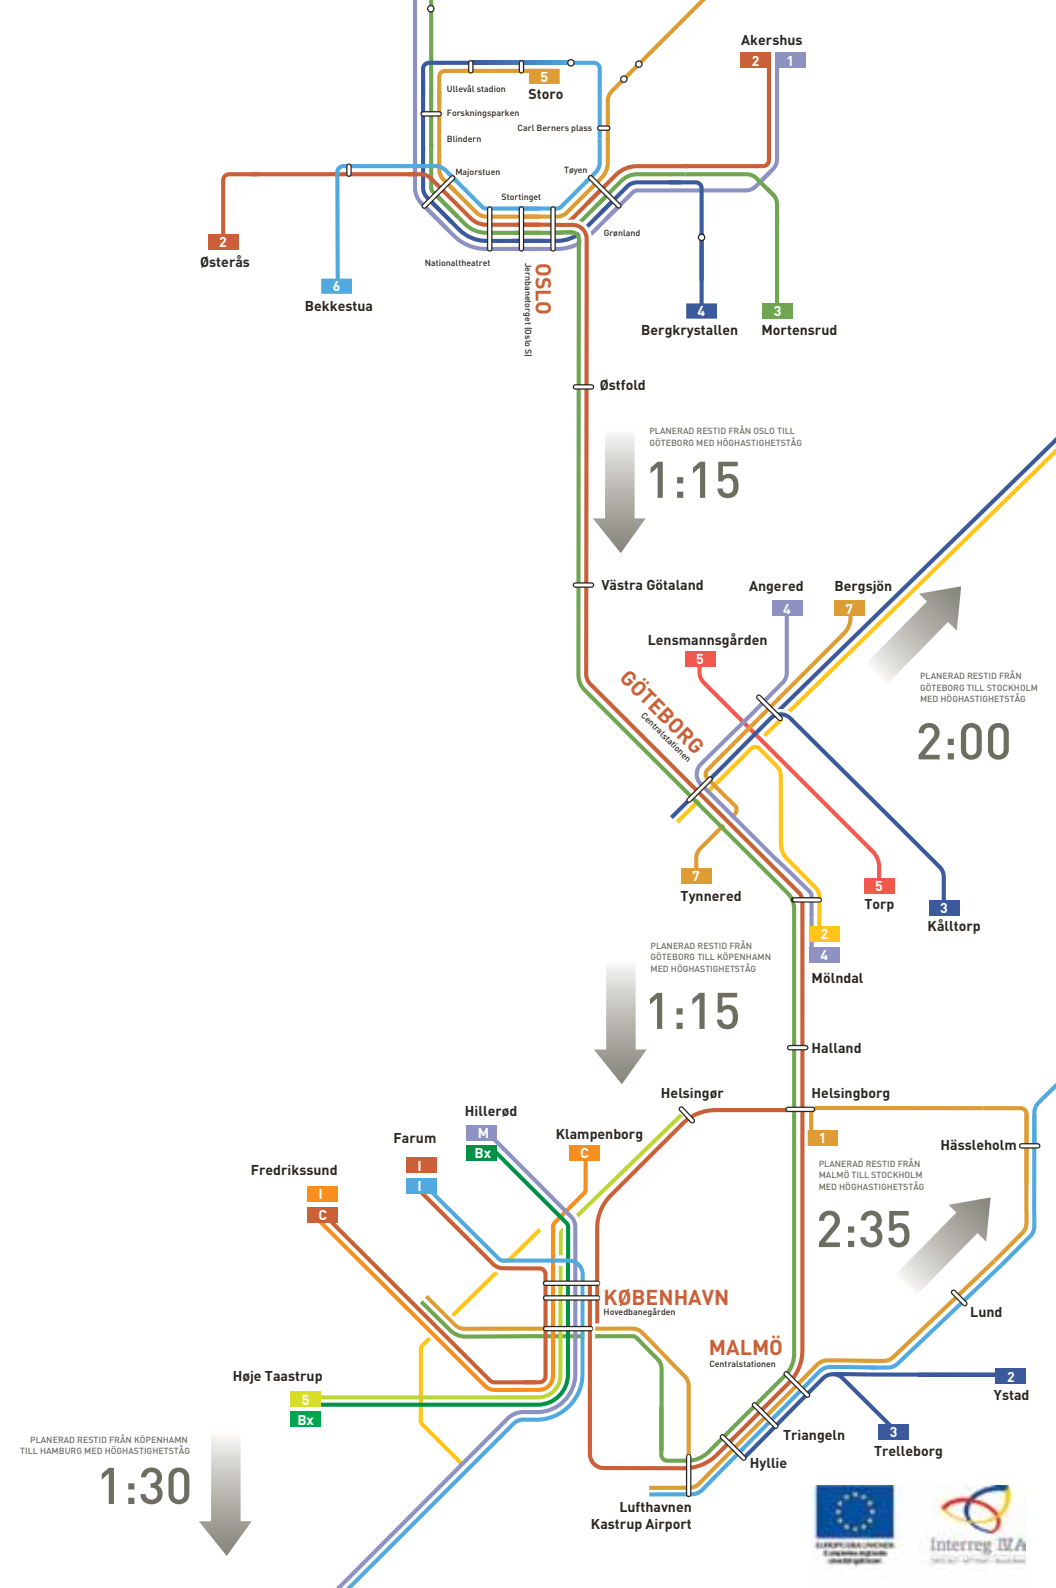 Akershus
2 1
5
Storo
Ullevål stadion
Forskningsparken
Carl Berners plass
Blindern
Majorstuen
Tøyen
Stortinget
Grønland
Nationaltheatret
2
Østerås
6
Bekkestua
OSLO
Jernbanetorget (Oslo S)
4
Bergkrystallen
3
Mortensrud
Østfold
PLANERAD RESTID FRÅN OSLO TILL
GÖTEBORG MED HÖGHASTIGHETSTÅG
1:15
Västra Götaland
Angered
4
Bergsjön
7
Lensmannsgården
5
GÖTEBORG
Centralstationen
PLANERAD RESTID FRÅN
GÖTEBORG TILL STOCKHOLM
MED HÖGHASTIGHETSTÅG
2:00
7
Tynnered
5
Torp
3
Kålltorp
2
4
Mölndal
PLANERAD RESTID FRÅN
GÖTEBORG TILL KÖPENHAMN
MED HÖGHASTIGHETSTÅG
1:15
Halland
Helsingør
Helsingborg
1
Hillerød
M
Bx
Klampenborg
C
Farum
I
I
Fredrikssund
I
C
Hässleholm
PLANERAD RESTID FRÅN
MALMÖ TILL STOCKHOLM
MED HÖGHASTIGHETSTÅG
2:35
KØBENHAVN
Hovedbanegården
Lund
MALMÖ
Centralstationen
Høje Taastrup
5
Bx
2
Ystad
3
Trelleborg
Triangeln
Hyllie
PLANERAD RESTID FRÅN KÖPENHAMN
TILL HAMBURG MED HÖGHASTIGHETSTÅG
1:30
Lufthavnen
Kastrup Airport
EUROPEISKA UNIONEN
Interreg IVA